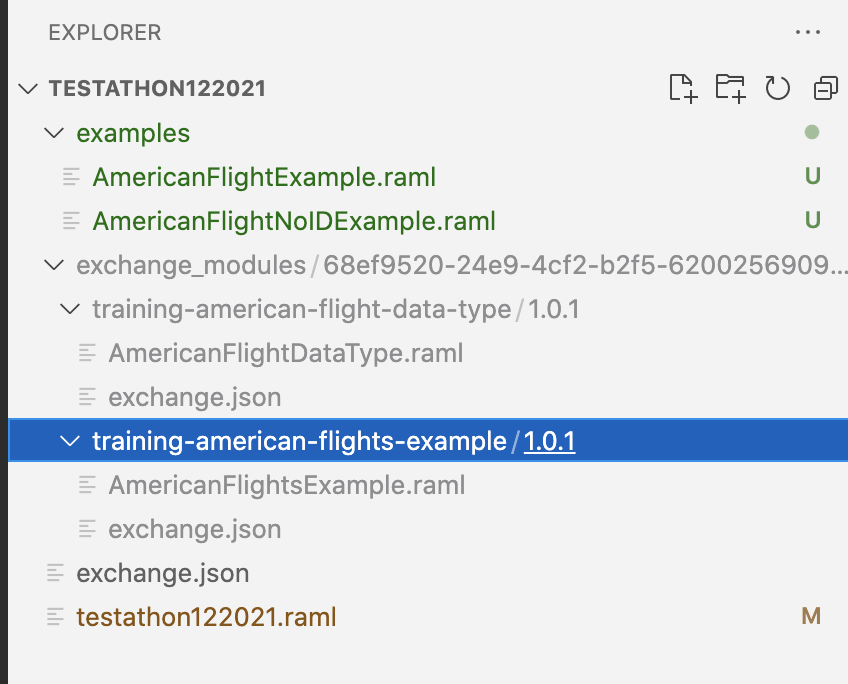 EXPLORER
TESTATHON122021
examples
AmericanFlightExample.raml U
AmericanFlightNoIDExample.raml U
exchange_modules/68ef9520-24e9-4cf2-b2f5-6200256909...
training-american-flight-data-type/1.0.1
AmericanFlightDataType.raml
exchange.json
training-american-flights-example/1.0.1
AmericanFlightsExample.raml
exchange.json
exchange.json
testathon122021.raml M